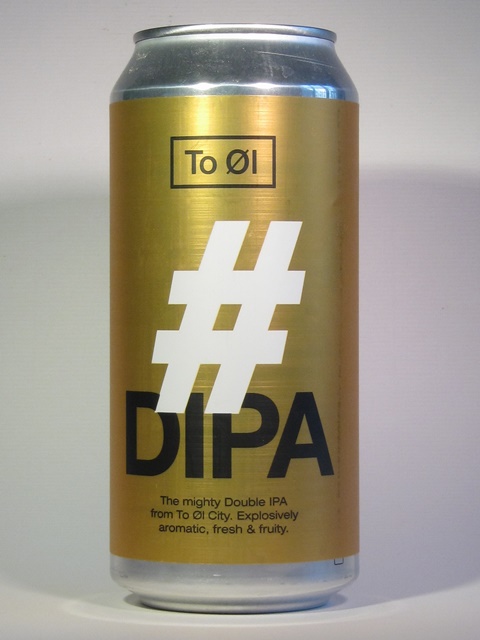 To Øl
#
DIPA
The mighty Double IPA
from To Øl City. Explosively
aromatic, fresh & fruity.